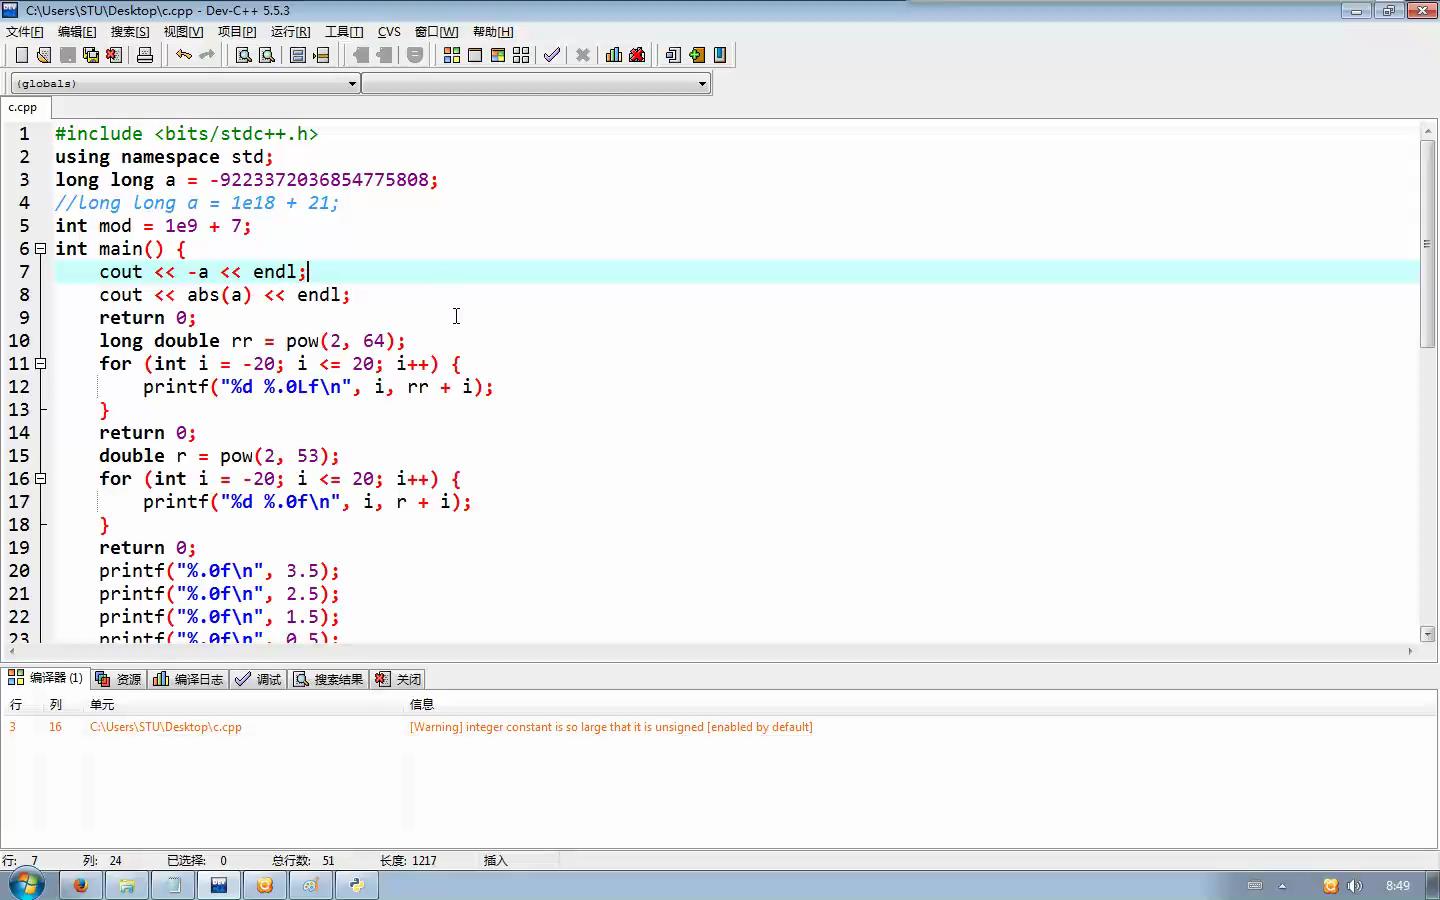 C:\Users\STU\Desktop\c.cpp - Dev-C++ 5.5.3
文件[F] 编辑[E] 搜索[S] 视图[V] 项目[P] 运行[R] 工具[T] CVS 窗口[W] 帮助[H]
(globals)
c.cpp
1 #include <bits/stdc++.h>
2 using namespace std;
3 long long a = -9223372036854775808;
4 //long long a = 1e18 + 21;
5 int mod = 1e9 + 7;
6 int main() {
7 cout << -a << endl;
8 cout << abs(a) << endl;
9 return 0;
10 long double rr = pow(2, 64);
11 for (int i = -20; i <= 20; i++) {
12 printf("%d %.0Lf\n", i, rr + i);
13 }
14 return 0;
15 double r = pow(2, 53);
16 for (int i = -20; i <= 20; i++) {
17 printf("%d %.0f\n", i, r + i);
18 }
19 return 0;
20 printf("%.0f\n", 3.5);
21 printf("%.0f\n", 2.5);
22 printf("%.0f\n", 1.5);
23 printf("%.0f\n", 0.5);
编译器 (1) 资源 编译日志 调试 搜索结果 关闭
行 列 单元 信息
3 16 C:\Users\STU\Desktop\c.cpp [Warning] integer constant is so large that it is unsigned [enabled by default]
行: 7 列: 24 已选择: 0 总行数: 51 长度: 1217 插入
8:49